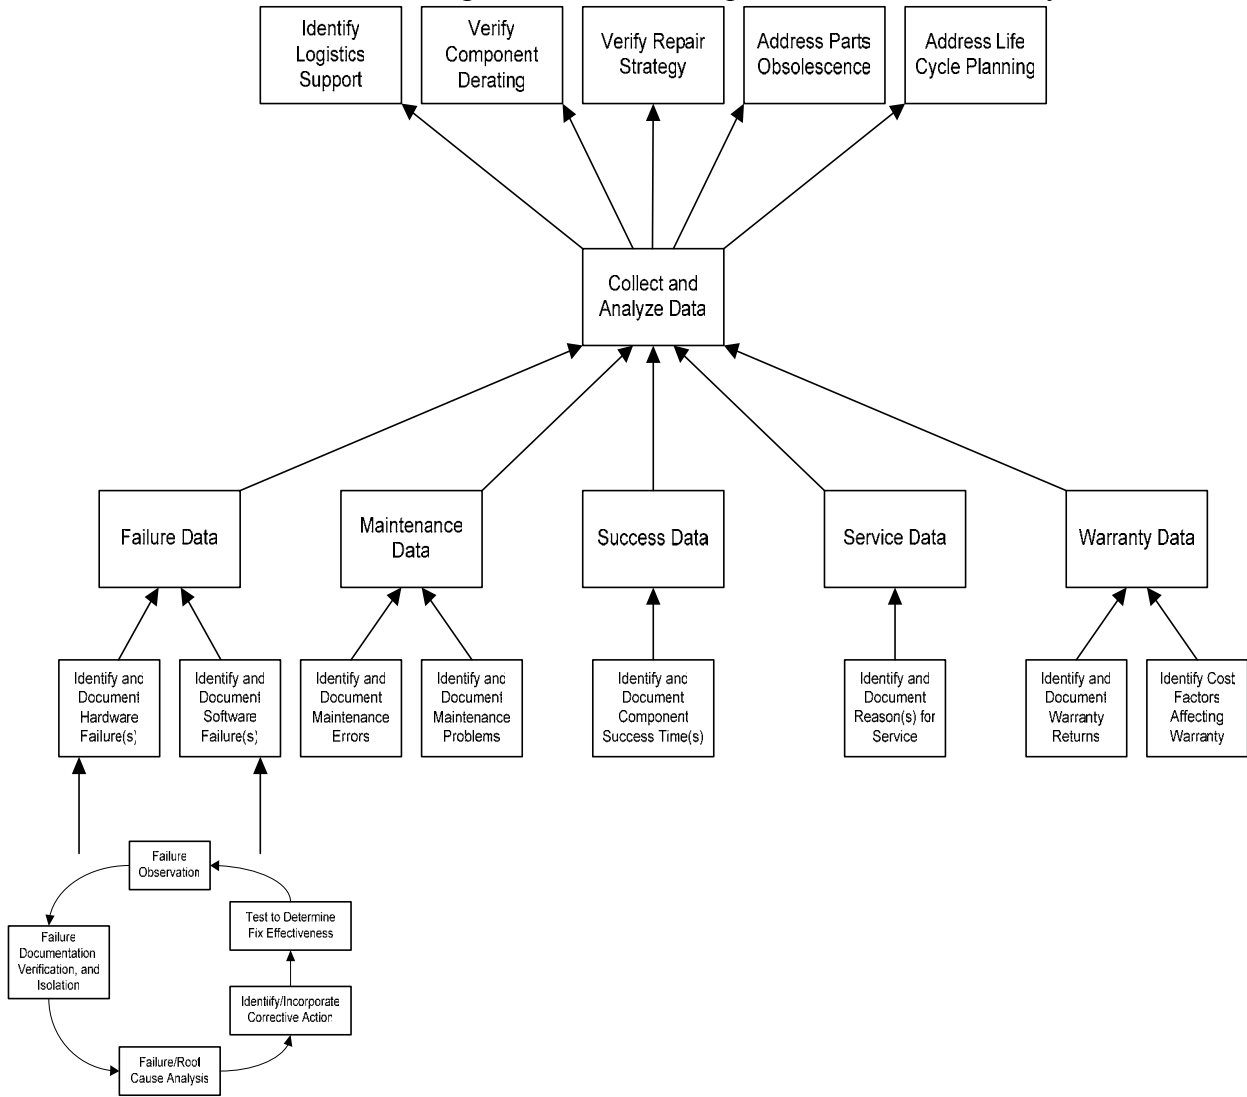 Identify
Logistics
Support
Verify
Component
Derating
Verify Repair
Strategy
Address Parts
Obsolescence
Address Life
Cycle Planning
Collect and
Analyze Data
Failure Data
Maintenance
Data
Success Data
Service Data
Warranty Data
Identify and
Document
Hardware
Failure(s)
Identify and
Document
Software
Failure(s)
Identify and
Document
Maintenance
Errors
Identify and
Document
Maintenance
Problems
Identify and
Document
Component
Success Time(s)
Identify and
Document
Reason(s) for
Service
Identify and
Document
Warranty
Returns
Identify Cost
Factors
Affecting
Warranty
Failure
Observation
Test to Determine
Fix Effectiveness
Failure
Documentation
Verification, and
Isolation
Identiify/Incorporate
Corrective Action
Failure/Root
Cause Analysis